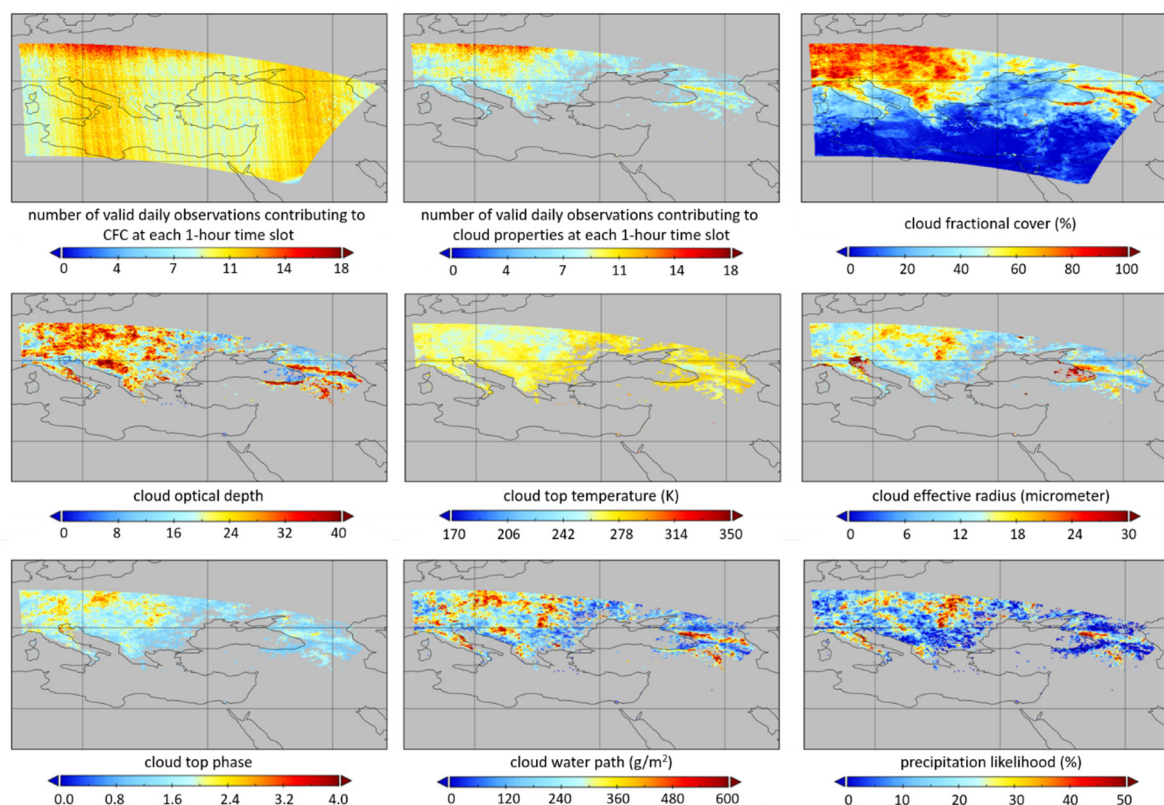 number of valid daily observations contributing to
CFC at each 1-hour time slot
0 4 7 11 14 18
number of valid daily observations contributing to
cloud properties at each 1-hour time slot
0 4 7 11 14 18
cloud fractional cover (%)
0 20 40 60 80 100
cloud optical depth
0 8 16 24 32 40
cloud top temperature (K)
170 206 242 278 314 350
cloud effective radius (micrometer)
0 6 12 18 24 30
cloud top phase
0.0 0.8 1.6 2.4 3.2 4.0
cloud water path (g/m²)
0 120 240 360 480 600
precipitation likelihood (%)
0 10 20 30 40 50